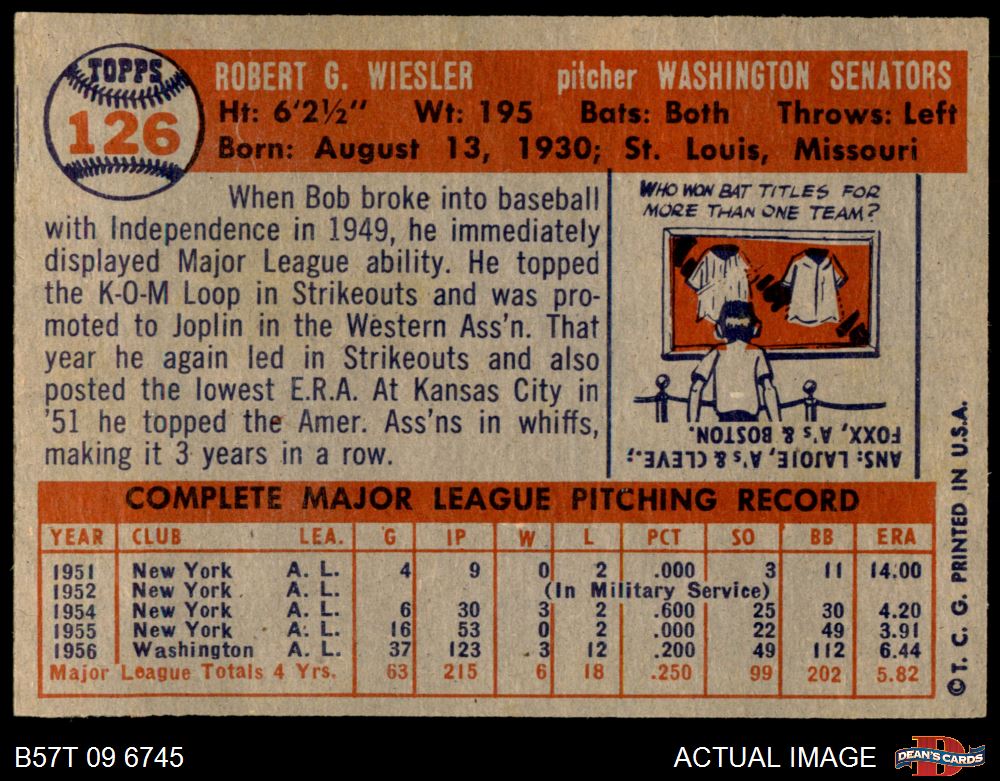 TOPPS
126
ROBERT G. WIESLER pitcher WASHINGTON SENATORS
Ht: 6'2½" Wt: 195 Bats: Both Throws: Left
Born: August 13, 1930; St. Louis, Missouri
When Bob broke into baseball
with Independence in 1949, he immediately
displayed Major League ability. He topped
the K-O-M Loop in Strikeouts and was pro-
moted to Joplin in the Western Ass'n. That
year he again led in Strikeouts and also
posted the lowest E.R.A. At Kansas City in
'51 he topped the Amer. Ass'ns in whiffs,
making it 3 years in a row.
WHO WON BAT TITLES FOR
MORE THAN ONE TEAM?
ANS: LAJOIE, A's & CLEVE.;
FOXX, A's & BOSTON.
COMPLETE MAJOR LEAGUE PITCHING RECORD
YEAR CLUB LEA. G IP W L PCT SO BB ERA
1951 New York A. L. 4 9 0 2 .000 3 11 14.00
1952 New York A. L. (In Military Service)
1954 New York A. L. 6 30 3 2 .600 25 30 4.20
1955 New York A. L. 16 53 0 2 .000 22 49 3.91
1956 Washington A. L. 37 123 3 12 .200 49 112 6.44
Major League Totals 4 Yrs. 63 215 6 18 .250 99 202 5.82
© T. C. G. PRINTED IN U.S.A.
B57T 09 6745 ACTUAL IMAGE DEAN'S CARDS